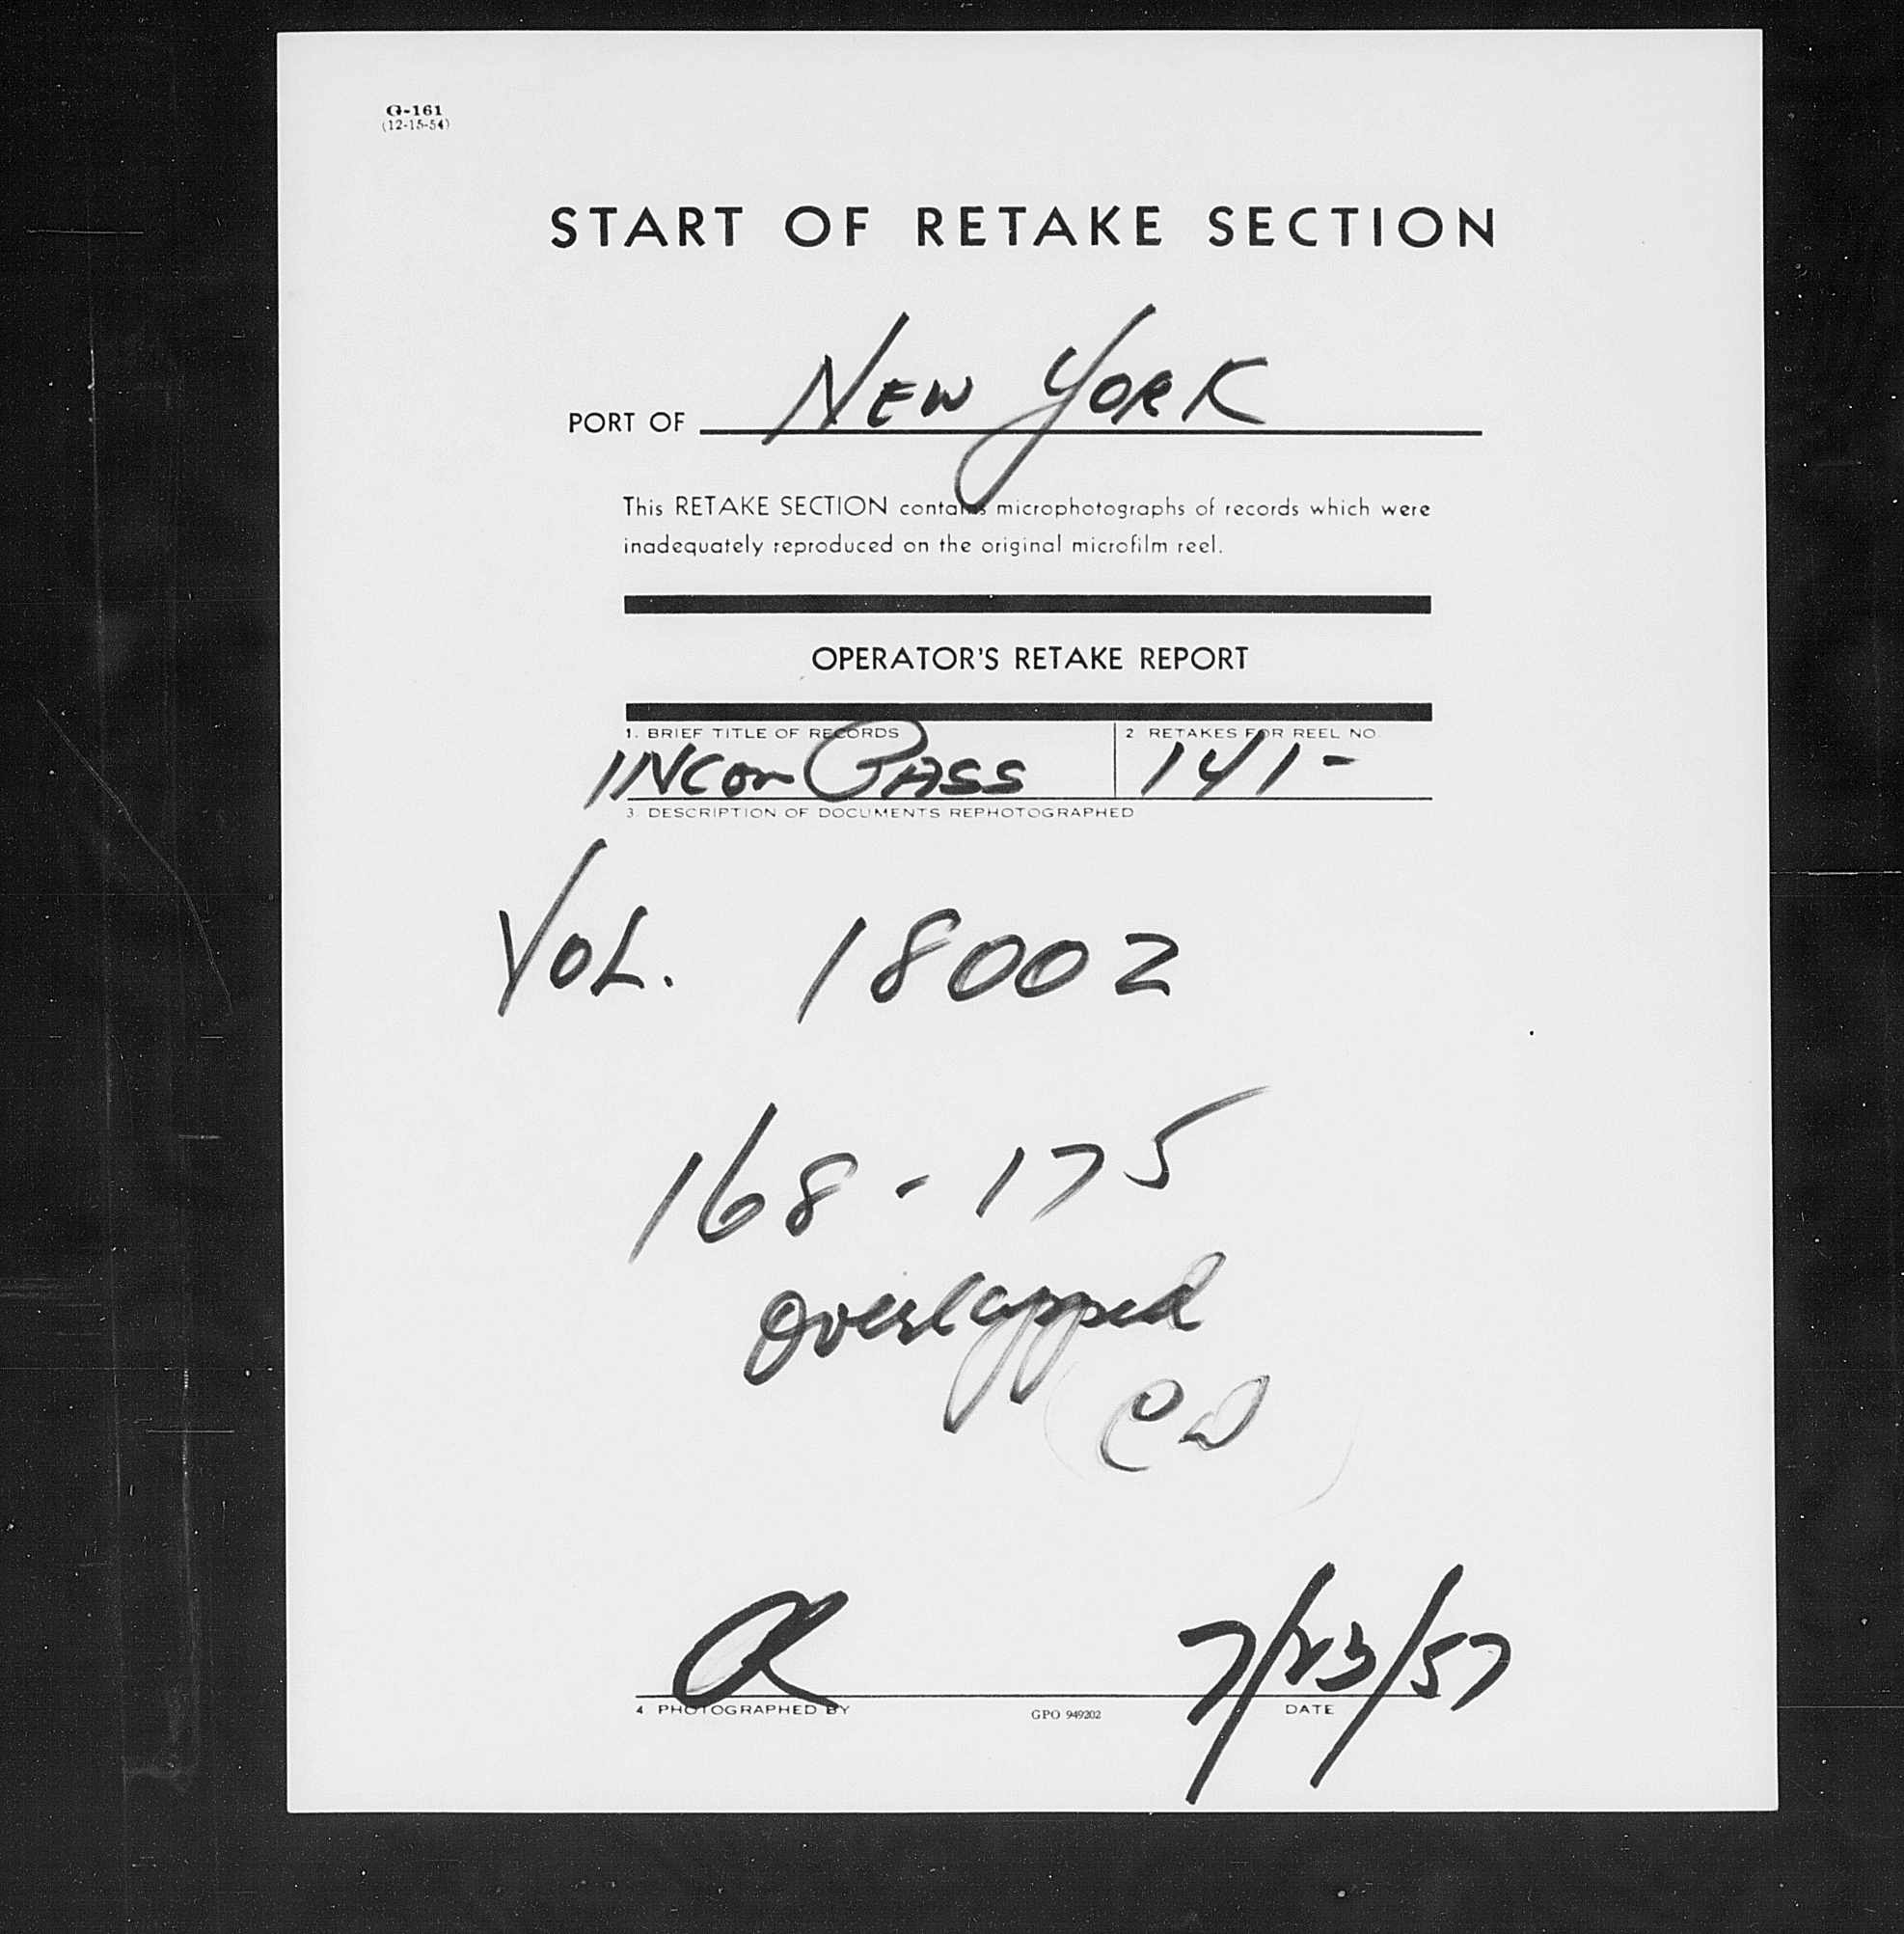 G-161
(12-15-54)
START OF RETAKE SECTION
PORT OF NEW YORK
This RETAKE SECTION contains microphotographs of records which were
inadequately reproduced on the original microfilm reel.
OPERATOR'S RETAKE REPORT
1. BRIEF TITLE OF RECORDS 2 RETAKES FOR REEL NO.
INCOM PASS 141-
3. DESCRIPTION OF DOCUMENTS REPHOTOGRAPHED
VOL. 18002
168-175
overlapped
7/23/57
4 PHOTOGRAPHED BY GPO 949202 DATE